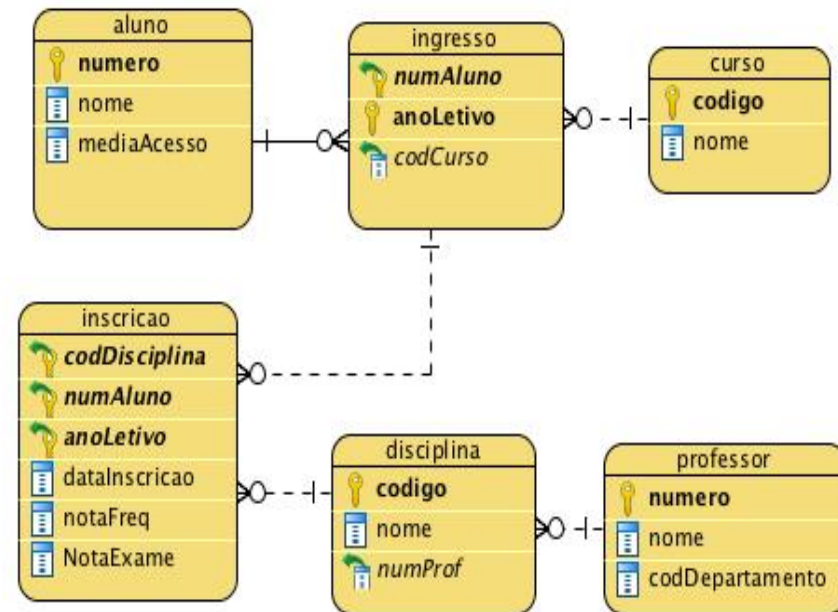 aluno
numero
nome
mediaAcesso
ingresso
numAluno
anoLetivo
codCurso
curso
codigo
nome
inscricao
codDisciplina
numAluno
anoLetivo
dataInscricao
notaFreq
NotaExame
disciplina
codigo
nome
numProf
professor
numero
nome
codDepartamento